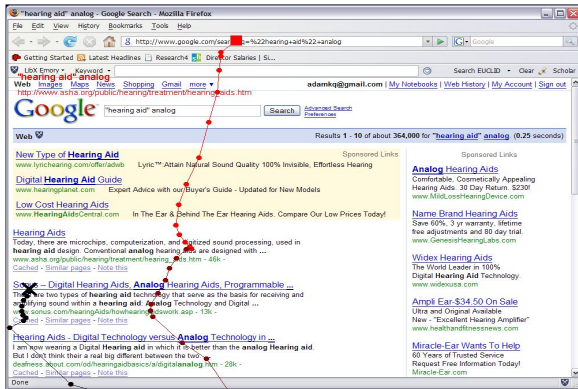 "hearing aid" analog - Google Search - Mozilla Firefox
File Edit View History Bookmarks Tools Help
http://www.google.com/search?q=%22hearing+aid%22+analog
Google
Getting Started Latest Headlines Research4 Director Salaries | Si...
LibX Emory Keyword Search EUCLID Clear Scholar
"hearing aid" analog
Web Images Maps News Shopping Gmail more adamkq@gmail.com | My Notebooks | Web History | My Account | Sign out
http://www.asha.org/public/hearing/treatment/hearing_aids.htm
Google "hearing aid" analog Search Advanced Search
Preferences
Web Results 1 - 10 of about 364,000 for "hearing aid" analog (0.25 seconds)
New Type of Hearing Aid Sponsored Links
www.lyrichearing.com/offer/adwb Lyric™:Attain Natural Sound Quality 100% Invisible, Effortless Hearing
Digital Hearing Aid Guide
www.hearingplanet.com Expert Advice with our Buyer's Guide - Updated for New Models
Low Cost Hearing Aids
www.HearingAidsCentral.com In The Ear & Behind The Ear Hearing Aids. Compare Our Low Prices Today!
Hearing Aids
Today, there are microchips, computerization, and digitized sound processing, used in
hearing aid design. Conventional analog hearing aids are designed with ...
www.asha.org/public/hearing/treatment/hearing_aids.htm - 46k -
Cached - Similar pages - Note this
Sonus – Digital Hearing Aids, Analog Hearing Aids, Programmable ...
There are two types of hearing aid technology that serve as the basis for receiving and
amplifying sound within a hearing aid: Analog Technology and Digital ...
www.sonus.com/hearingAids/howhearingaidswork.asp - 13k -
Cached - Similar pages - Note this
Hearing Aids - Digital Technology versus Analog Technology in ...
I am now wearing a Digital Hearing aid in which it is better than the analog Hearing aid.
But I don't think their a real big different between the two.
deafness.about.com/od/hearingaidbasics/a/digitalanalog.htm - 28k -
Cached - Similar pages - Note this
Sponsored Links
Analog Hearing Aids
Comfortable, Cosmetically Appealing
Hearing Aids. 30 Day Return. $230!
www.MildLossHearingDevice.com
Name Brand Hearing Aids
Save 60%, 3 yr warranty, lifetime
free adjustments and 80 day trial.
www.GenesisHearingLabs.com
Widex Hearing Aids
The World Leader in 100%
Digital Hearing Aid Technology.
www.widexusa.com
Ampli Ear-$34.50 On Sale
Ultra and Original Available
New - "Excellent Hearing Amplifier"
www.healthandfitnessnews.com
Miracle-Ear Wants To Help
60 Years of Trusted Service
Request Free Information Today!
Miracle-Ear.com
Done